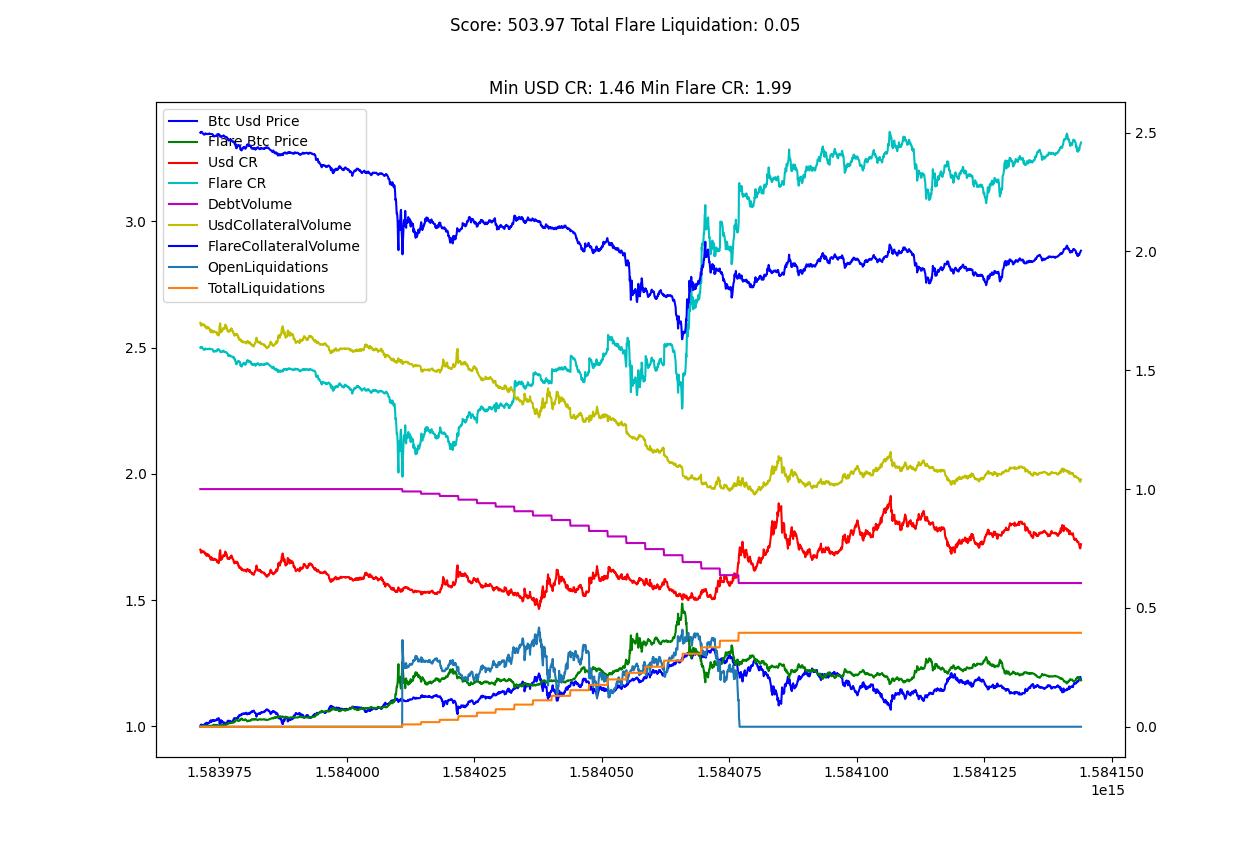 Score: 503.97 Total Flare Liquidation: 0.05
Min USD CR: 1.46 Min Flare CR: 1.99
Btc Usd Price
Flare Btc Price
Usd CR
Flare CR
DebtVolume
UsdCollateralVolume
FlareCollateralVolume
OpenLiquidations
TotalLiquidations
3.0
2.5
2.0
1.5
1.0
2.5
2.0
1.5
1.0
0.5
0.0
1.583975 1.584000 1.584025 1.584050 1.584075 1.584100 1.584125 1.584150
1e15